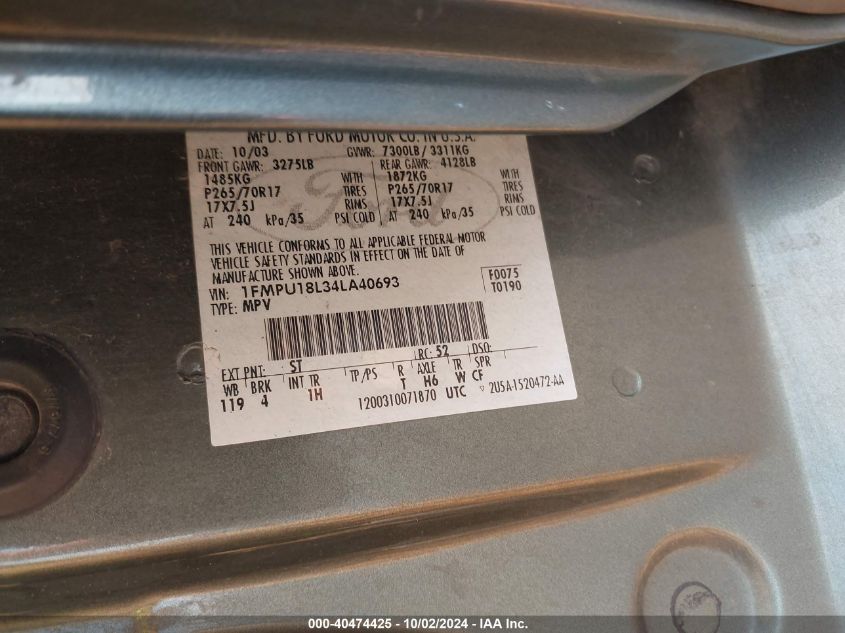 MFD. BY FORD MOTOR CO. IN U.S.A.
DATE: 10/03 GVWR: 7300LB / 3311KG
FRONT GAWR: 3275LB REAR GAWR: 4128LB
1485KG WITH 1872KG WITH
P265/70R17 TIRES P265/70R17 TIRES
17X7.5J RIMS 17X7.5J RIMS
AT 240 kPa/35 PSI COLD AT 240 kPa/35 PSI COLD
Ford
THIS VEHICLE CONFORMS TO ALL APPLICABLE FEDERAL MOTOR
VEHICLE SAFETY STANDARDS IN EFFECT ON THE DATE OF
MANUFACTURE SHOWN ABOVE.
VIN: 1FMPU18L34LA40693 F0075
TYPE: MPV T0190
EXT PNT: ST RC: 52 DSO:
WB BRK INT TR TP/PS R AXLE TR SPR
119 4 1H T H6 W CF
1200310071870 UTC 2U5A-1520472-AA
000-40474425 - 10/02/2024 - IAA Inc.